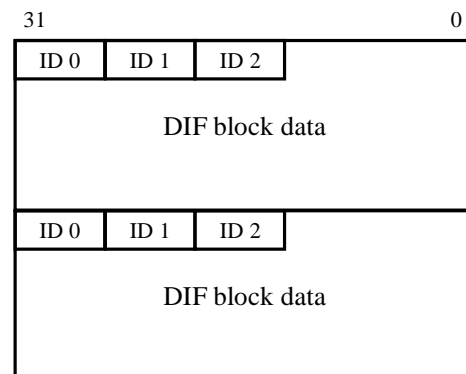 31 0
ID 0 ID 1 ID 2
DIF block data
ID 0 ID 1 ID 2
DIF block data